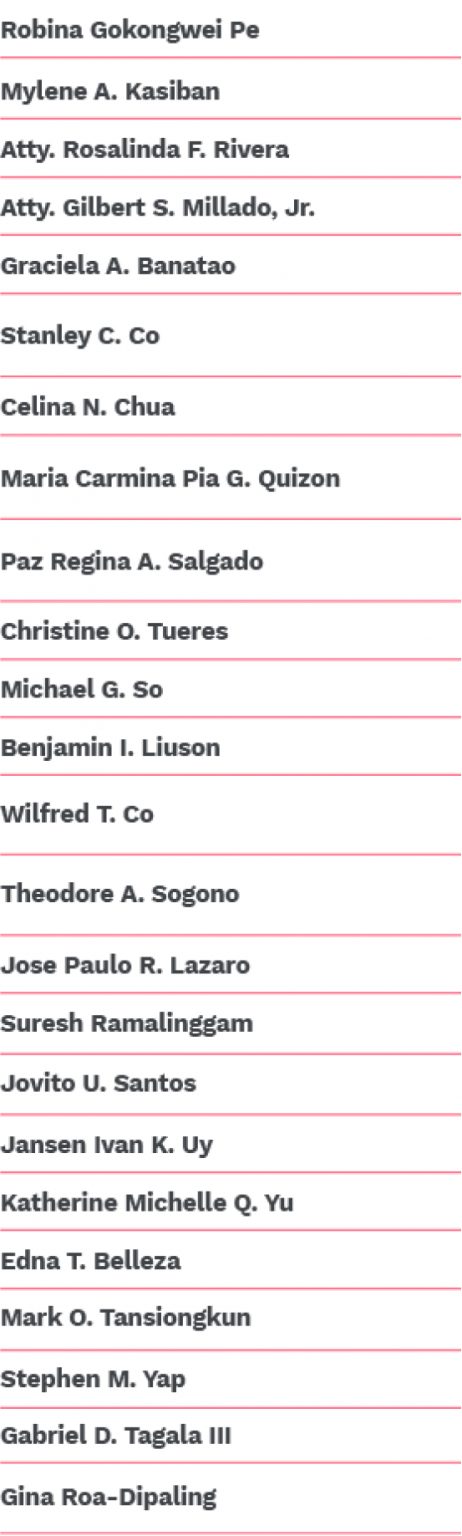 Robina Gokongwei Pe
Mylene A. Kasiban
Atty. Rosalinda F. Rivera
Atty. Gilbert S. Millado, Jr.
Graciela A. Banatao
Stanley C. Co
Celina N. Chua
Maria Carmina Pia G. Quizon
Paz Regina A. Salgado
Christine O. Tueres
Michael G. So
Benjamin I. Liuson
Wilfred T. Co
Theodore A. Sogono
Jose Paulo R. Lazaro
Suresh Ramalinggam
Jovito U. Santos
Jansen Ivan K. Uy
Katherine Michelle Q. Yu
Edna T. Belleza
Mark O. Tansiongkun
Stephen M. Yap
Gabriel D. Tagala III
Gina Roa-Dipaling